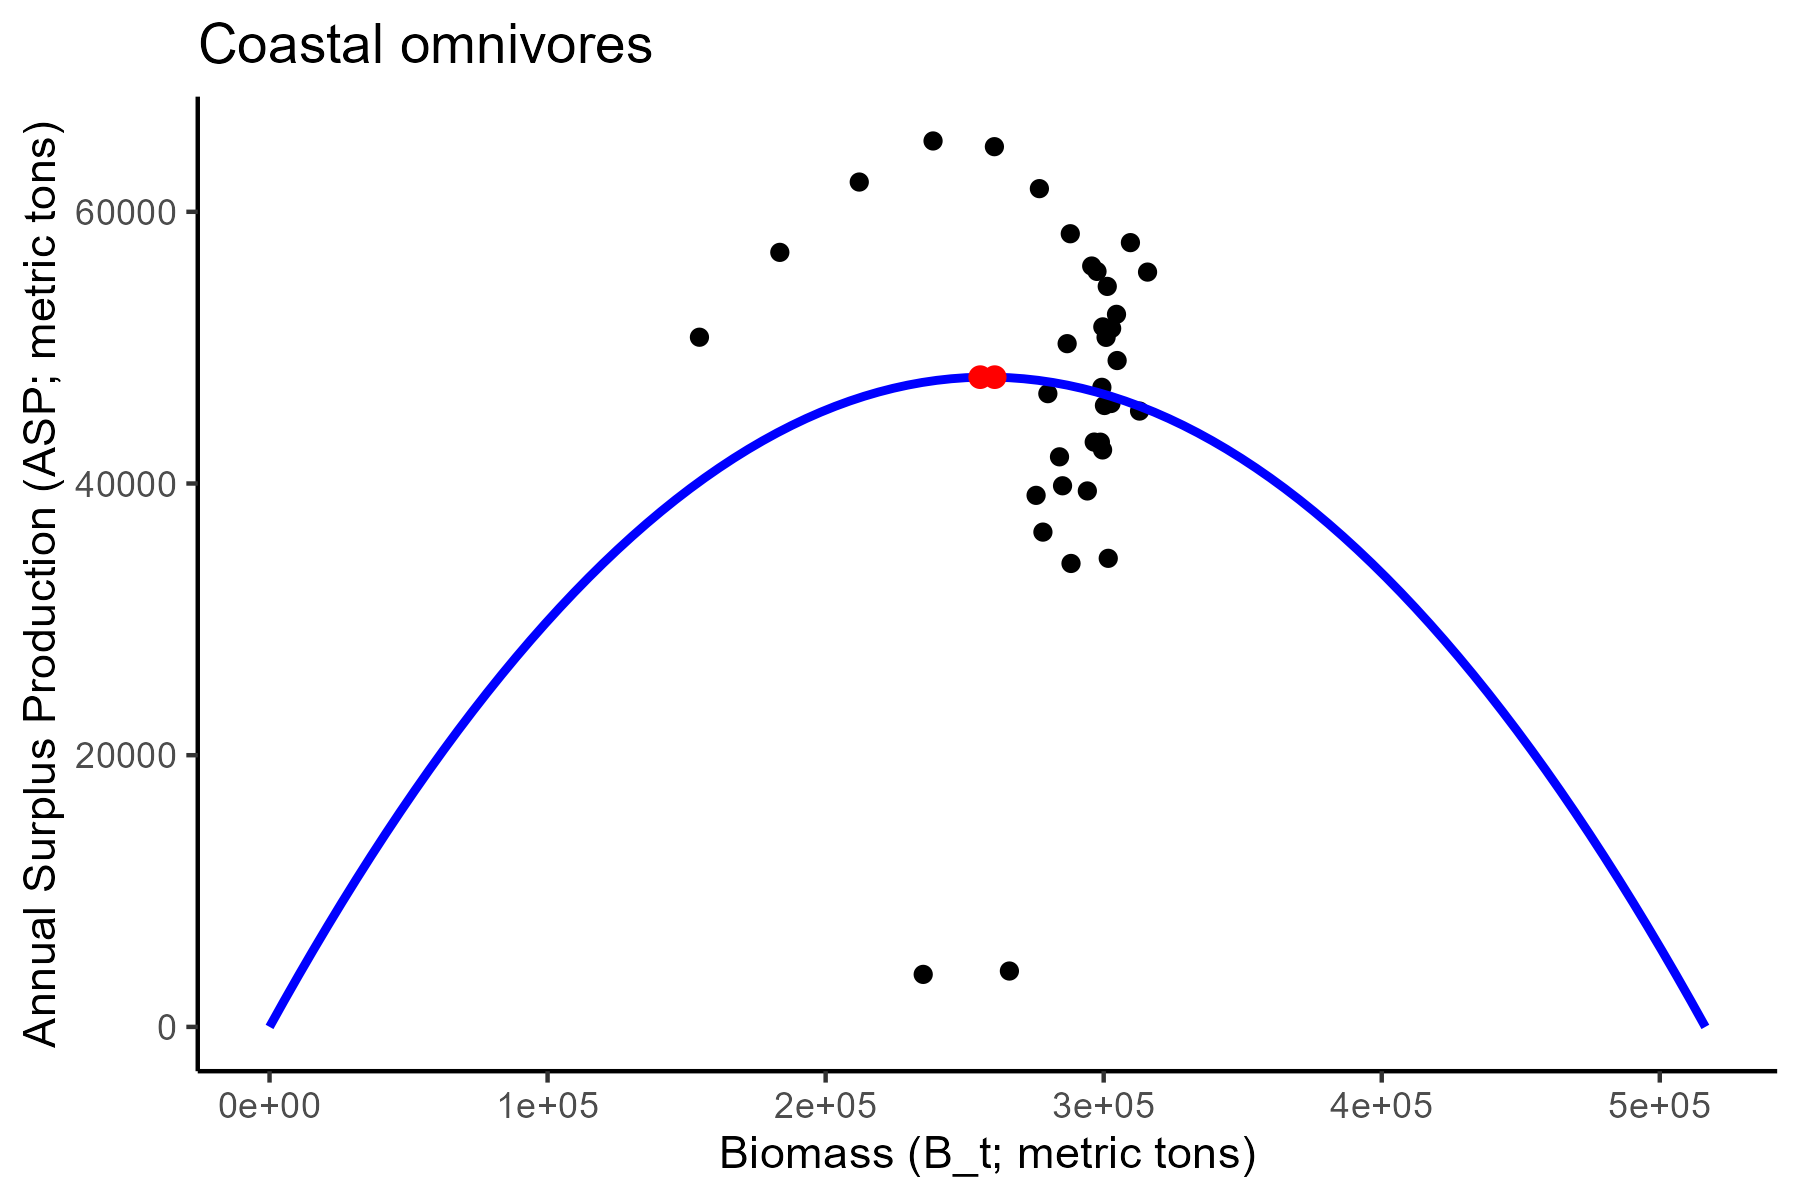 Coastal omnivores
Annual Surplus Production (ASP; metric tons)
60000
40000
20000
0
0e+00 1e+05 2e+05 3e+05 4e+05 5e+05
Biomass (B_t; metric tons)